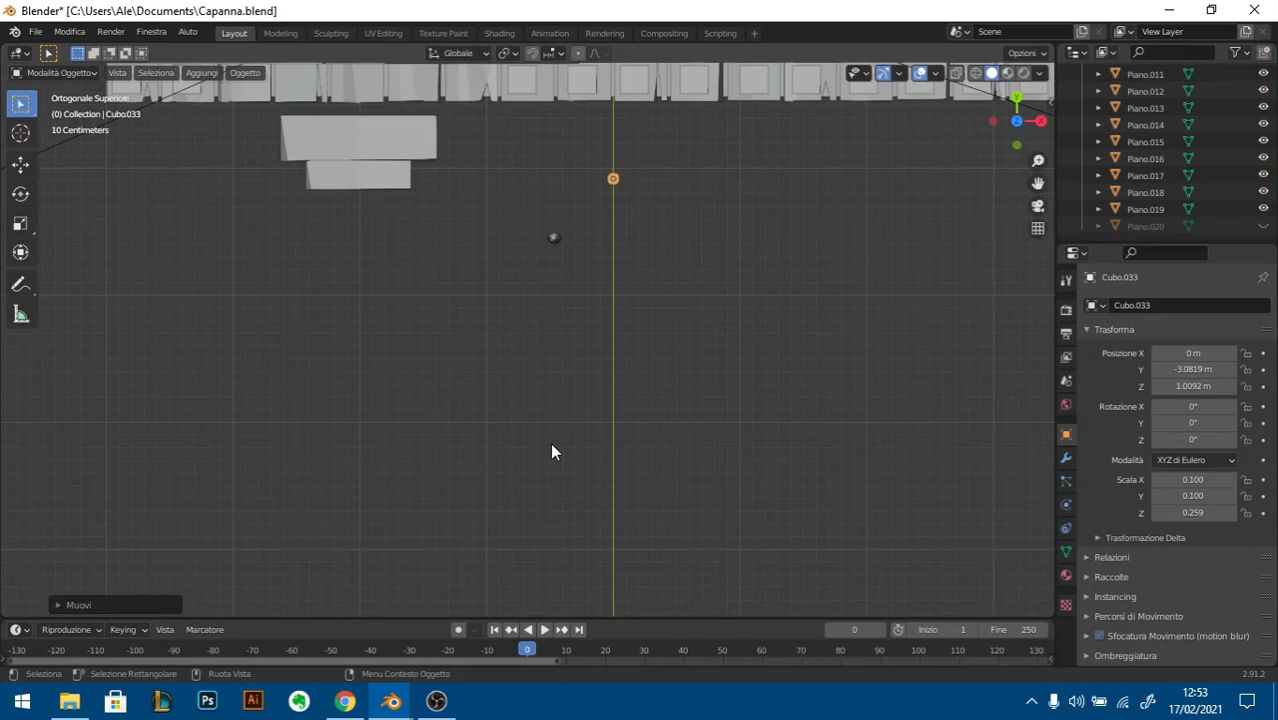 Blender* [C:\Users\Ale\Documents\Capanna.blend]
File Modifica Render Finestra Aiuto Layout Modeling Sculpting UV Editing Texture Paint Shading Animation Rendering Compositing Scripting + Scene View Layer
Globale Opzioni
Modalità Oggetto Vista Seleziona Aggiungi Oggetto
Ortogonale Superiore
(0) Collection | Cubo.033
10 Centimeters
Y
X
Z
Piano.011
Piano.012
Piano.013
Piano.014
Piano.015
Piano.016
Piano.017
Piano.018
Piano.019
Piano.020
Cubo.033
Cubo.033
Trasforma
Posizione X 0 m
Y -3.0819 m
Z 1.0092 m
Rotazione X 0°
Y 0°
Z 0°
Modalità XYZ di Eulero
Scala X 0.100
Y 0.100
Z 0.259
Trasformazione Delta
Relazioni
Raccolte
Instancing
Percorsi di Movimento
Sfocatura Movimento (motion blur)
Ombreggiatura
Muovi
Riproduzione Keying Vista Marcatore 0 Inizio 1 Fine 250
-130 -120 -110 -100 -90 -80 -70 -60 -50 -40 -30 -20 -10 0 10 20 30 40 50 60 70 80 90 100 110 120 130
Seleziona Selezione Rettangolare Ruota Vista Menu Contesto Oggetto 2.91.2
Ps Ai
12:53
17/02/2021